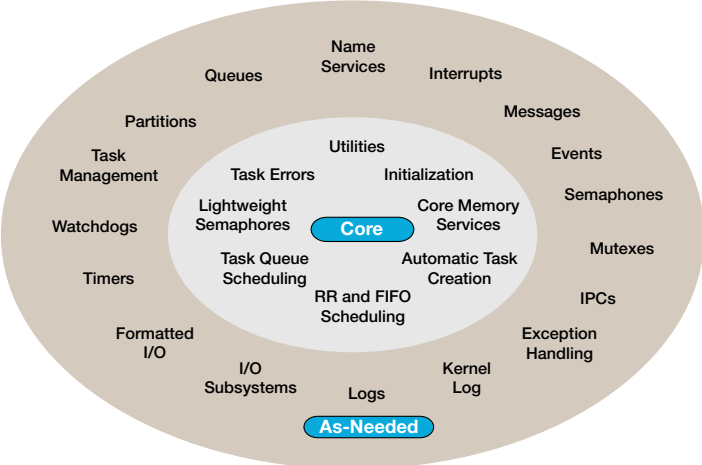 Name
Services
Queues
Interrupts
Messages
Partitions
Utilities
Events
Task
Management
Task Errors
Initialization
Semaphones
Lightweight
Semaphores
Core Memory
Services
Core
Watchdogs
Mutexes
Task Queue
Scheduling
Automatic Task
Creation
Timers
RR and FIFO
Scheduling
IPCs
Formatted
I/O
Exception
Handling
I/O
Subsystems
Kernel
Log
Logs
As-Needed